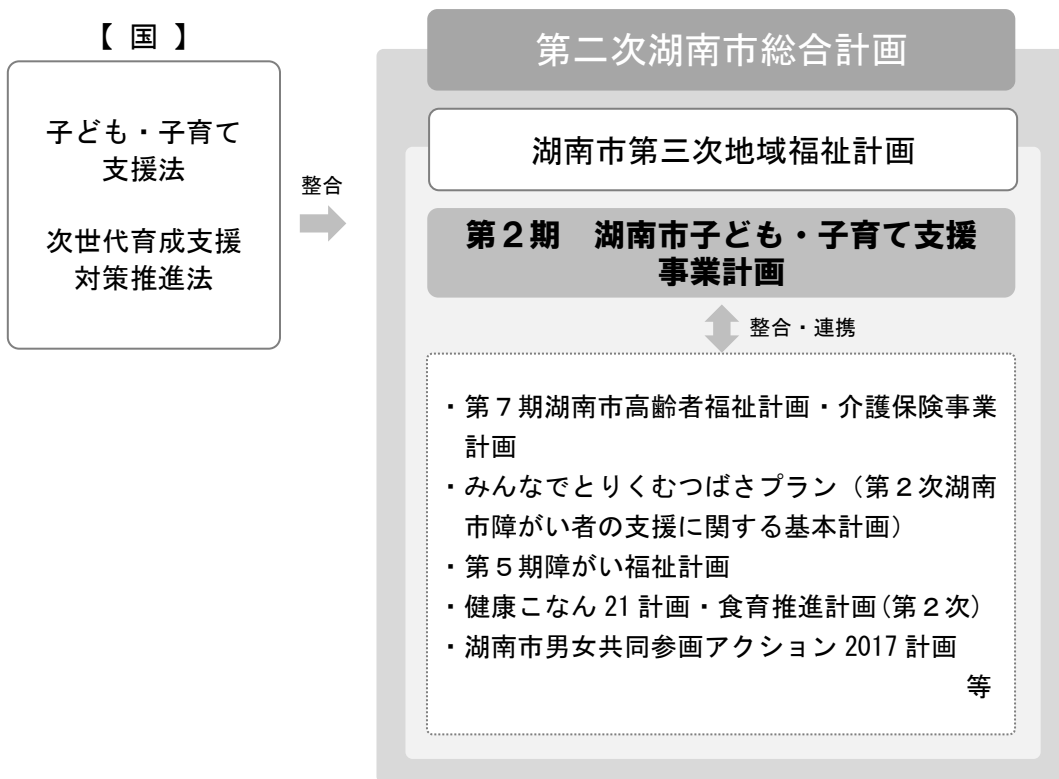 【 国 】
子ども・子育て
支援法
次世代育成支援
対策推進法
整合
第二次湖南市総合計画
湖南市第三次地域福祉計画
第２期　湖南市子ども・子育て支援
事業計画
整合・連携
・第７期湖南市高齢者福祉計画・介護保険事業
計画
・みんなでとりくむつばさプラン（第２次湖南
市障がい者の支援に関する基本計画）
・第５期障がい福祉計画
・健康こなん 21 計画・食育推進計画(第２次)
・湖南市男女共同参画アクション 2017 計画
等